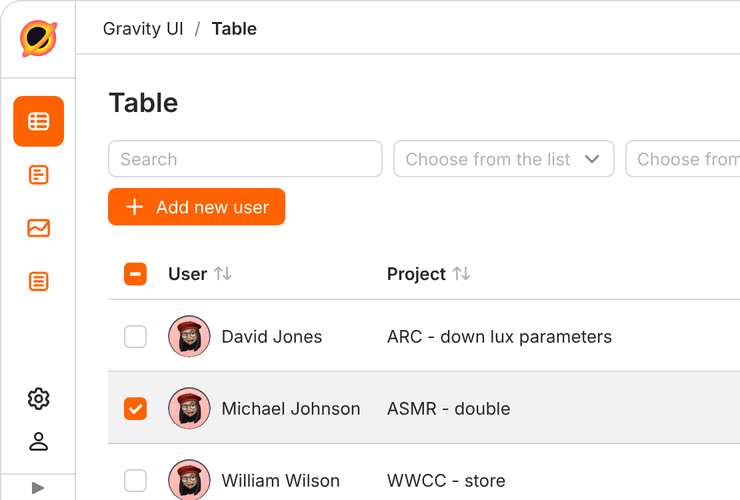 Gravity UI / Table
Table
Search
Choose from the list
Choose from
Add new user
User
Project
David Jones
ARC - down lux parameters
Michael Johnson
ASMR - double
William Wilson
WWCC - store